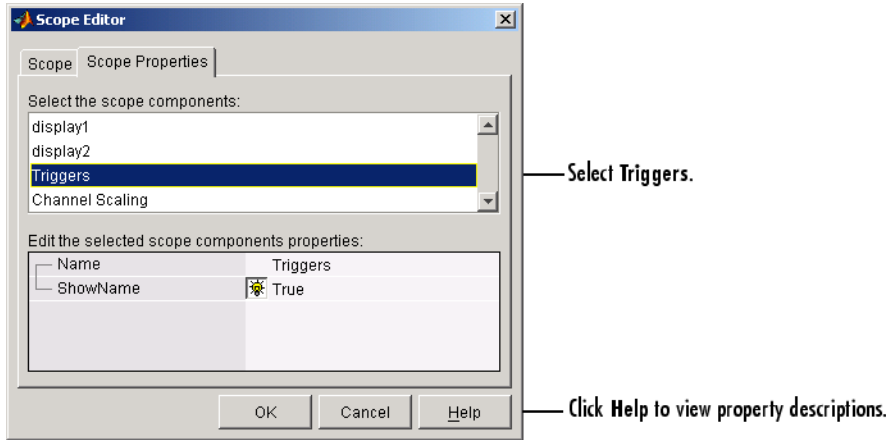 Scope Editor
Scope Scope Properties
Select the scope components:
display1
display2
Triggers
Channel Scaling
Select Triggers.
Edit the selected scope components properties:
Name Triggers
ShowName True
OK Cancel Help
Click Help to view property descriptions.